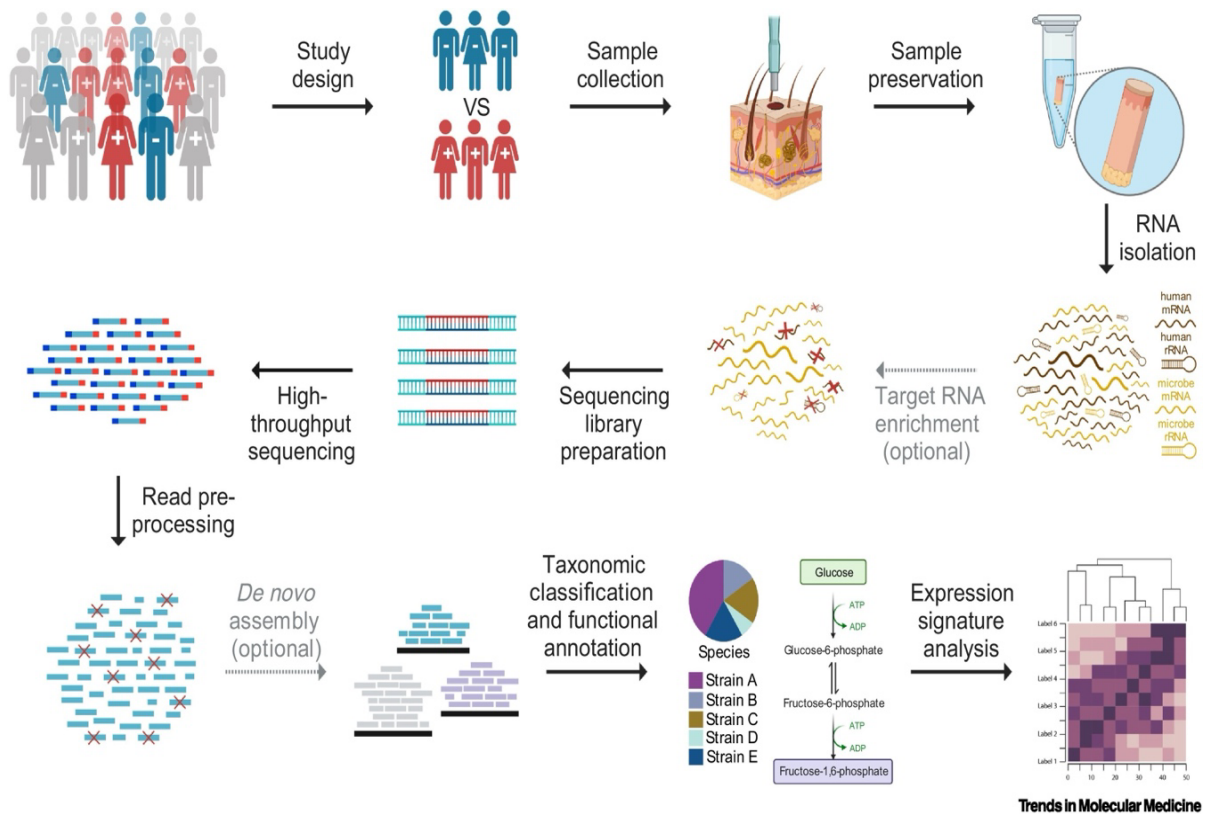 Study
design
VS
Sample
collection
Sample
preservation
RNA
isolation
human
mRNA
human
rRNA
microbe
mRNA
microbe
rRNA
Target RNA
enrichment
(optional)
Sequencing
library
preparation
High-
throughput
sequencing
Read pre-
processing
De novo
assembly
(optional)
Taxonomic
classification
and functional
annotation
Species
Strain A
Strain B
Strain C
Strain D
Strain E
Glucose
ATP
ADP
Glucose-6-phosphate
Fructose-6-phosphate
ATP
ADP
Fructose-1,6-phosphate
Expression
signature
analysis
Label 6
Label 5
Label 4
Label 3
Label 2
Label 1
0 10 20 30 40 50
Trends in Molecular Medicine